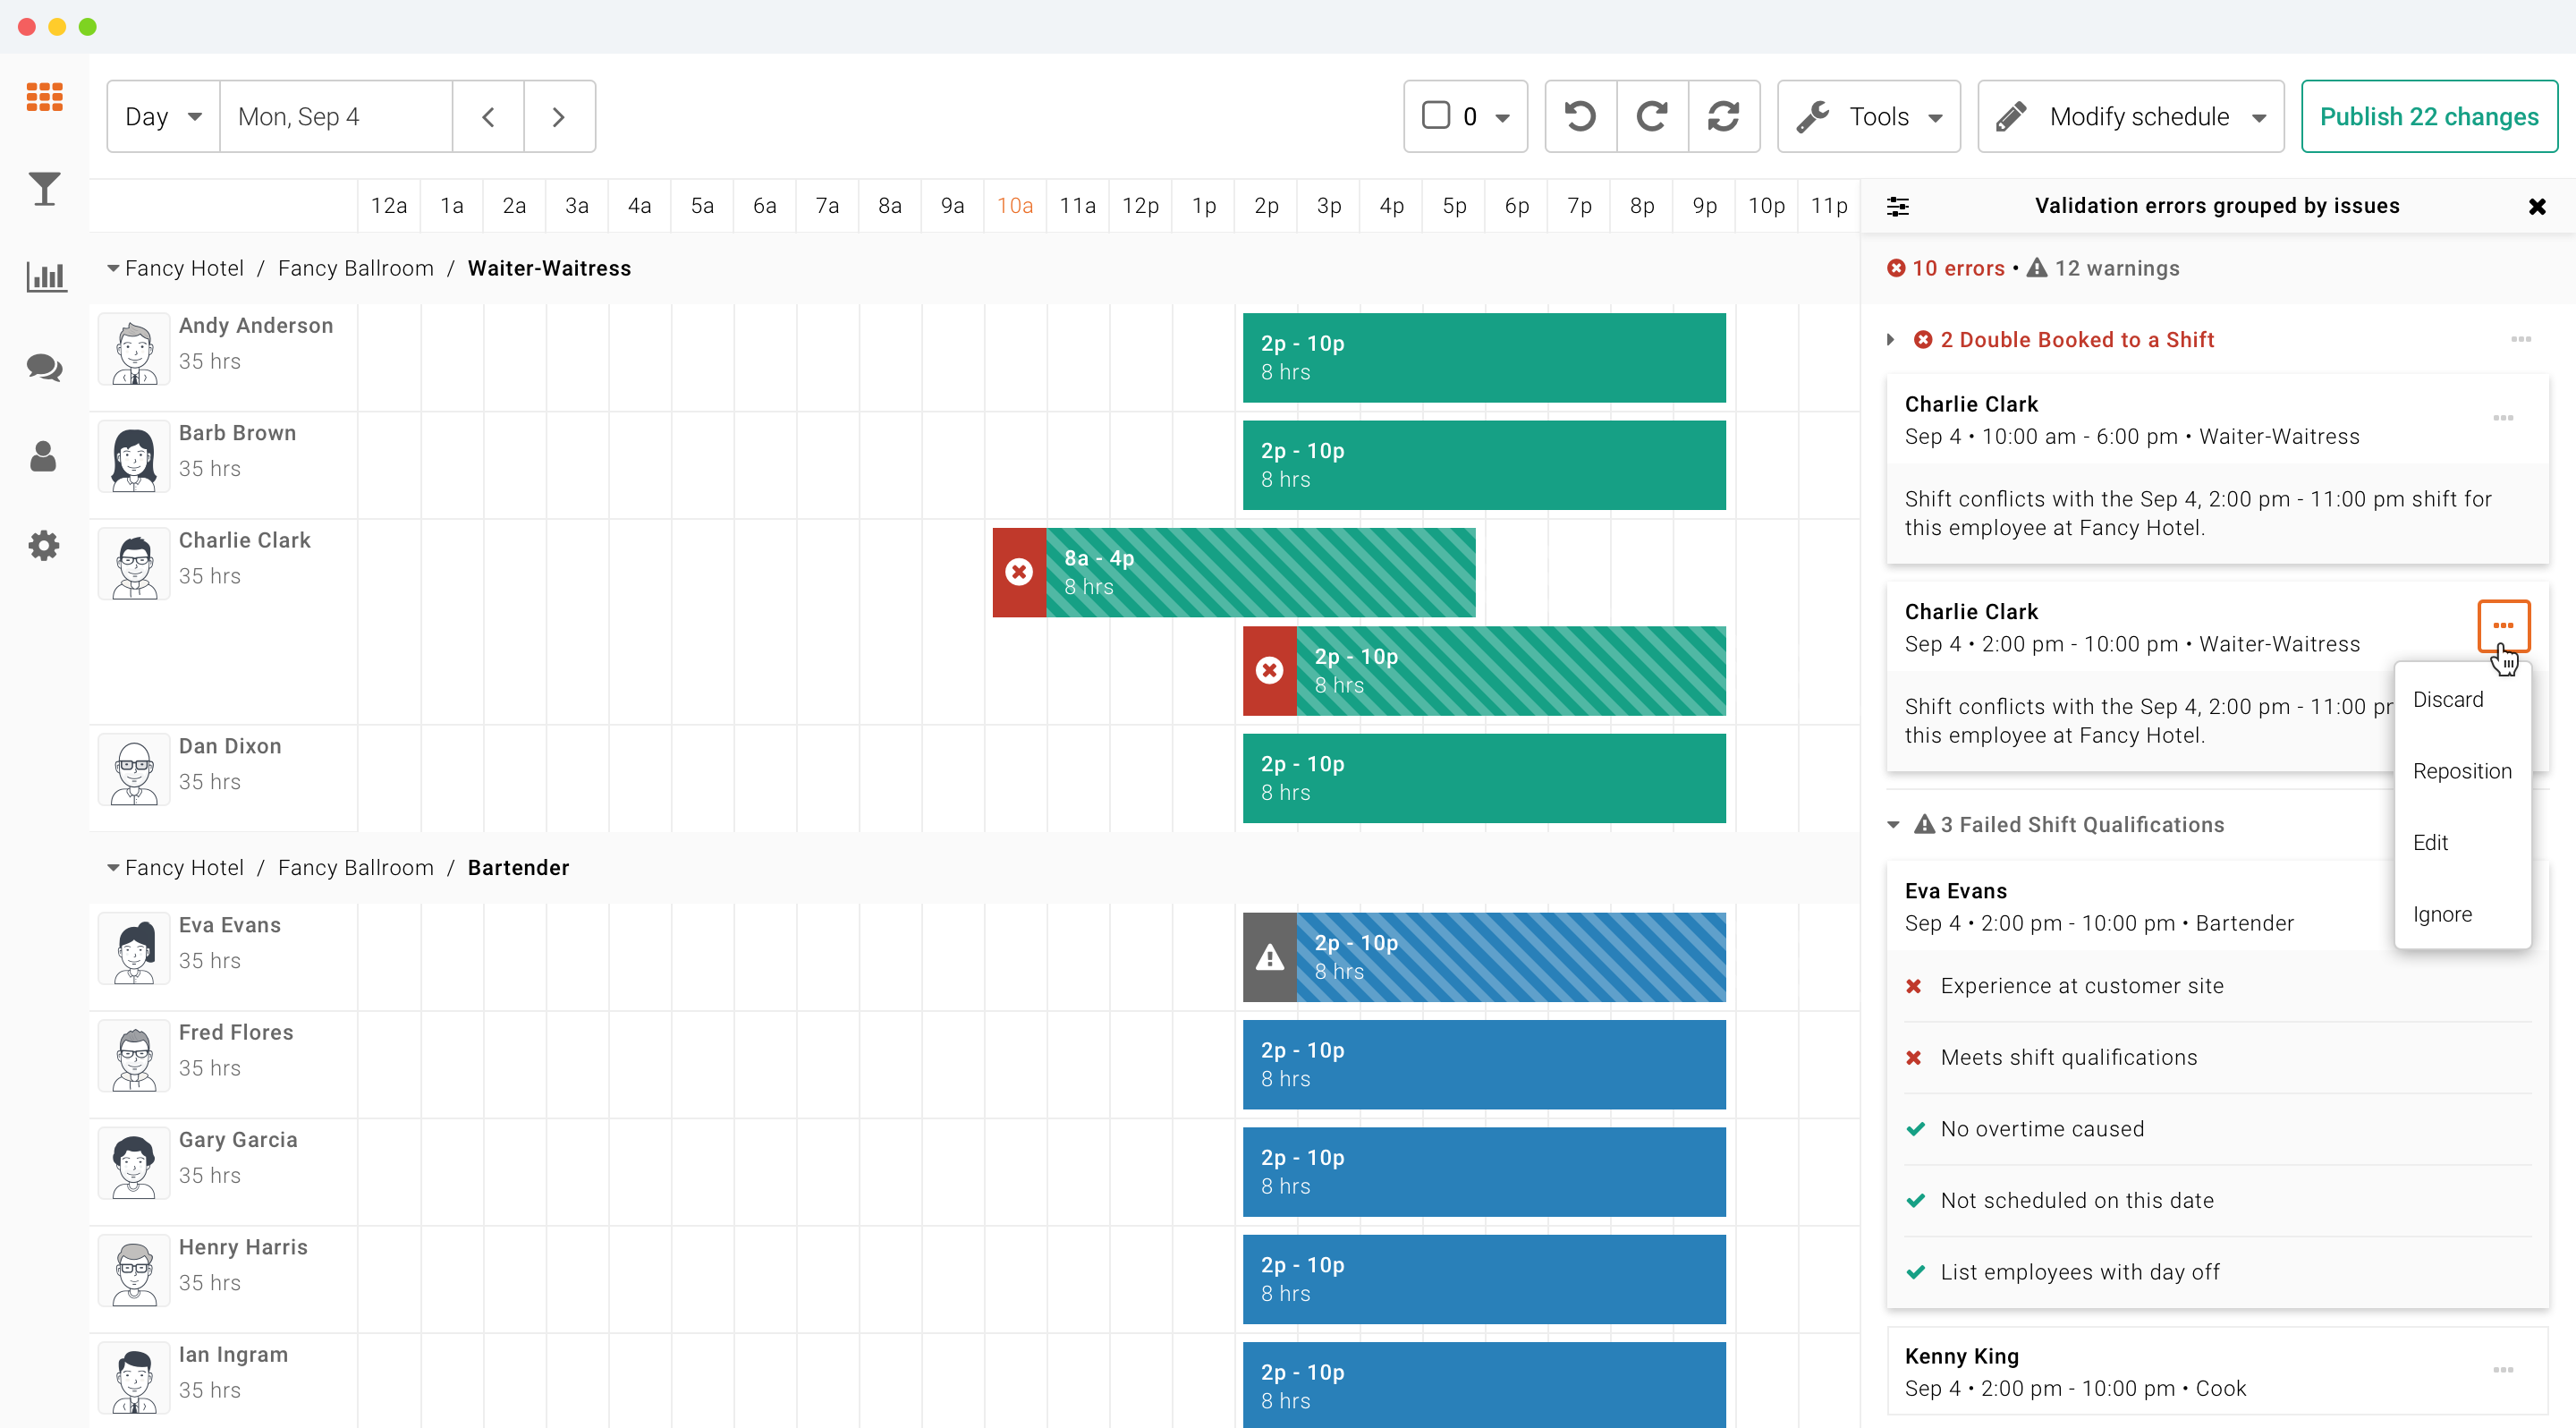 Day
Mon, Sep 4
0
Tools
Modify schedule
Publish 22 changes
12a 1a 2a 3a 4a 5a 6a 7a 8a 9a 10a 11a 12p 1p 2p 3p 4p 5p 6p 7p 8p 9p 10p 11p
Fancy Hotel / Fancy Ballroom / Waiter-Waitress
Andy Anderson
35 hrs
2p - 10p
8 hrs
Barb Brown
35 hrs
2p - 10p
8 hrs
Charlie Clark
35 hrs
8a - 4p
8 hrs
2p - 10p
8 hrs
Dan Dixon
35 hrs
2p - 10p
8 hrs
Fancy Hotel / Fancy Ballroom / Bartender
Eva Evans
35 hrs
2p - 10p
8 hrs
Fred Flores
35 hrs
2p - 10p
8 hrs
Gary Garcia
35 hrs
2p - 10p
8 hrs
Henry Harris
35 hrs
2p - 10p
8 hrs
Ian Ingram
35 hrs
2p - 10p
8 hrs
Validation errors grouped by issues
10 errors • 12 warnings
2 Double Booked to a Shift
Charlie Clark
Sep 4 • 10:00 am - 6:00 pm • Waiter-Waitress
Shift conflicts with the Sep 4, 2:00 pm - 11:00 pm shift for
this employee at Fancy Hotel.
Charlie Clark
Sep 4 • 2:00 pm - 10:00 pm • Waiter-Waitress
Shift conflicts with the Sep 4, 2:00 pm - 11:00
this employee at Fancy Hotel.
Discard
Reposition
Edit
Ignore
3 Failed Shift Qualifications
Eva Evans
Sep 4 • 2:00 pm - 10:00 pm • Bartender
Experience at customer site
Meets shift qualifications
No overtime caused
Not scheduled on this date
List employees with day off
Kenny King
Sep 4 • 2:00 pm - 10:00 pm • Cook